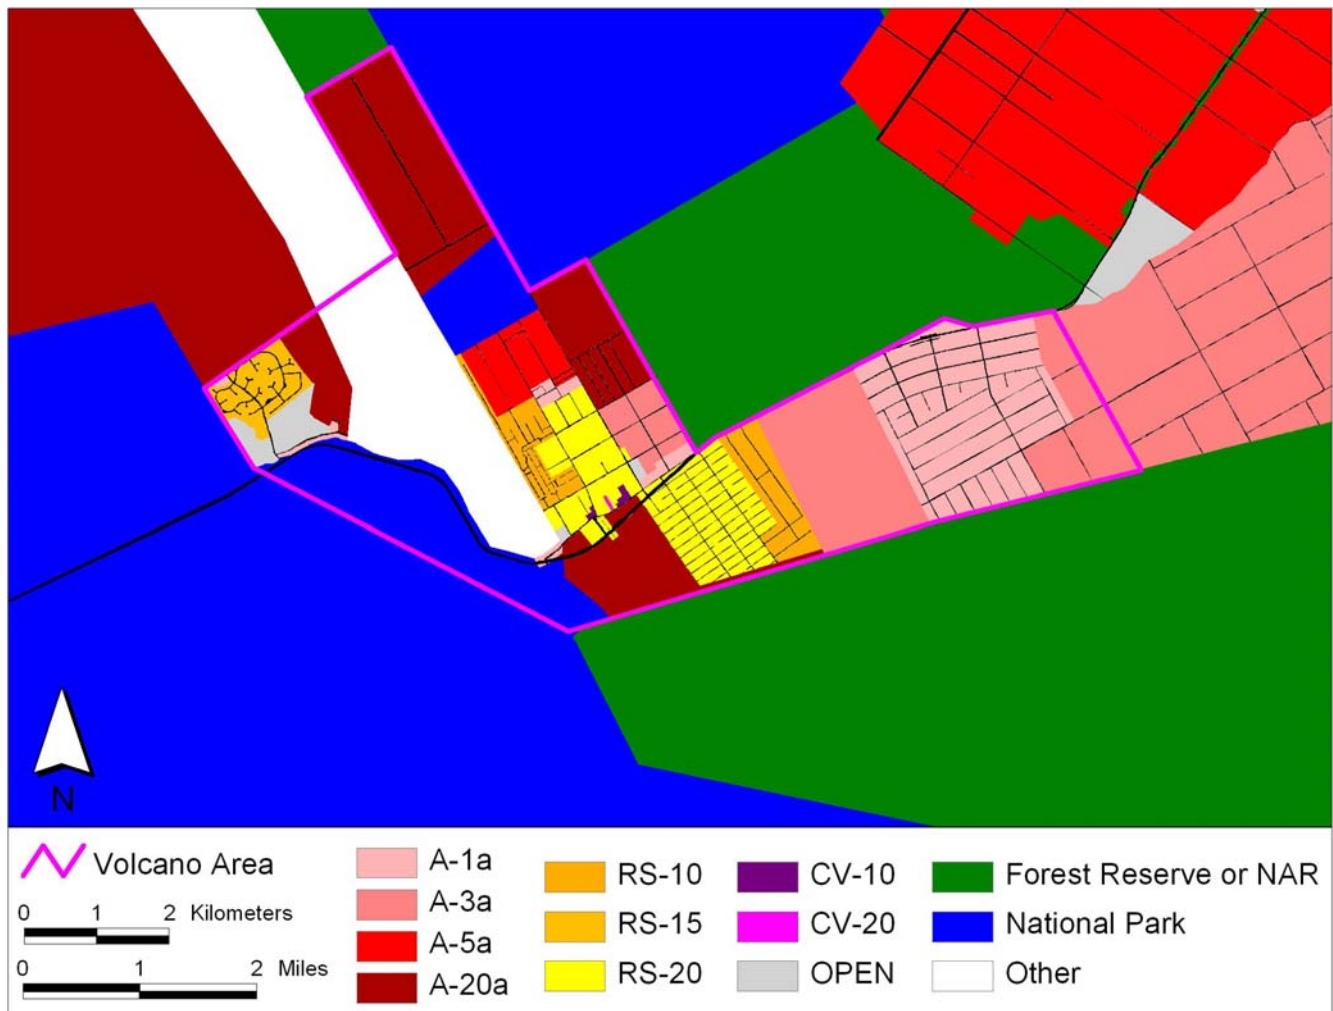 N
Volcano Area
0 1 2 Kilometers
0 1 2 Miles
A-1a
A-3a
A-5a
A-20a
RS-10
RS-15
RS-20
CV-10
CV-20
OPEN
Forest Reserve or NAR
National Park
Other